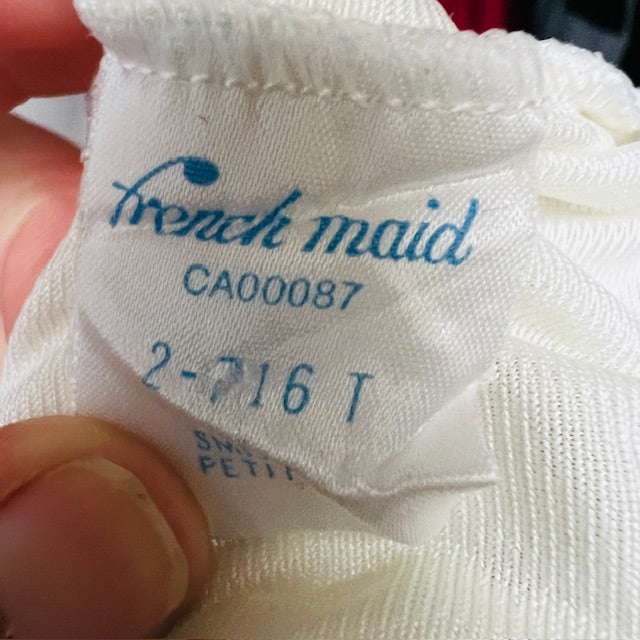 french maid
CA00087
2-716 T